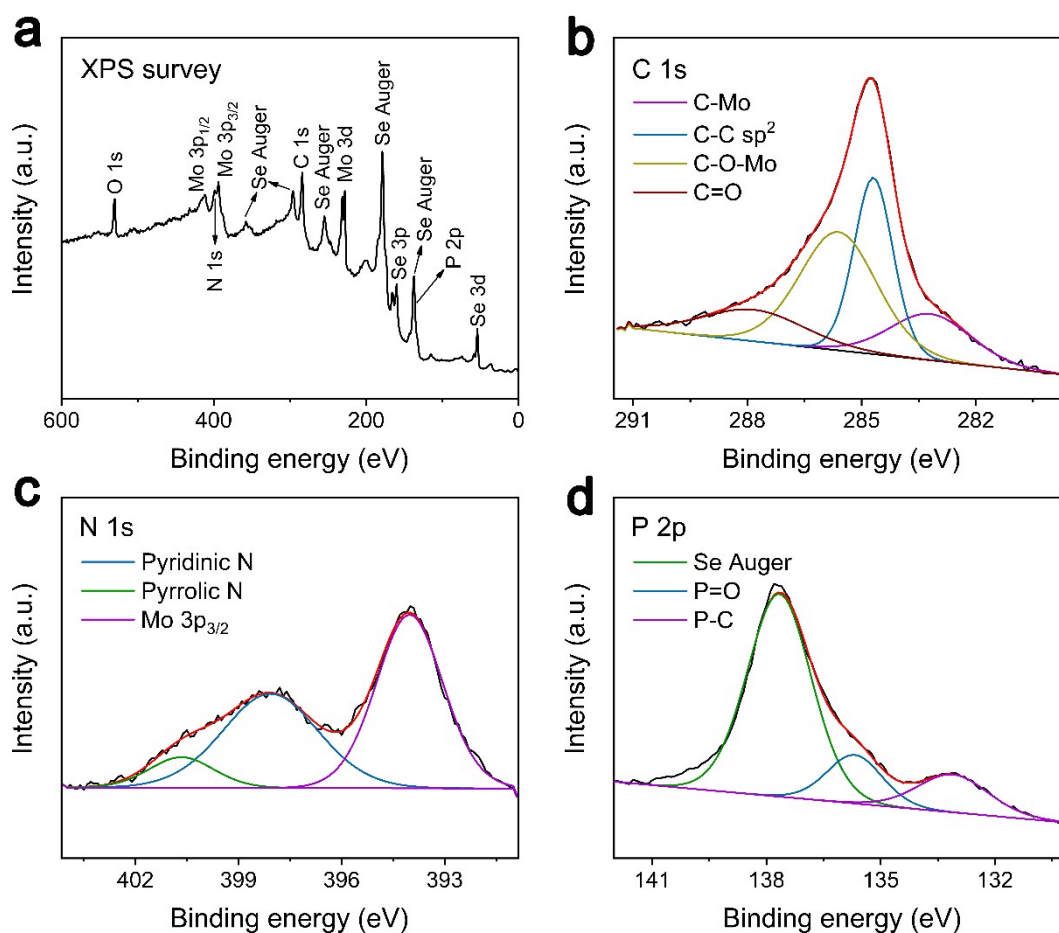 a
XPS survey
Intensity (a.u.)
O 1s
Mo 3p1/2
Mo 3p3/2
N 1s
Se Auger
C 1s
Se Auger
Mo 3d
Se Auger
Se 3p
Se Auger
P 2p
Se 3d
600
400
200
0
Binding energy (eV)
b
C 1s
C-Mo
C-C sp²
C-O-Mo
C=O
Intensity (a.u.)
291
288
285
282
Binding energy (eV)
c
N 1s
Pyridinic N
Pyrrolic N
Mo 3p3/2
Intensity (a.u.)
402
399
396
393
Binding energy (eV)
d
P 2p
Se Auger
P=O
P-C
Intensity (a.u.)
141
138
135
132
Binding energy (eV)